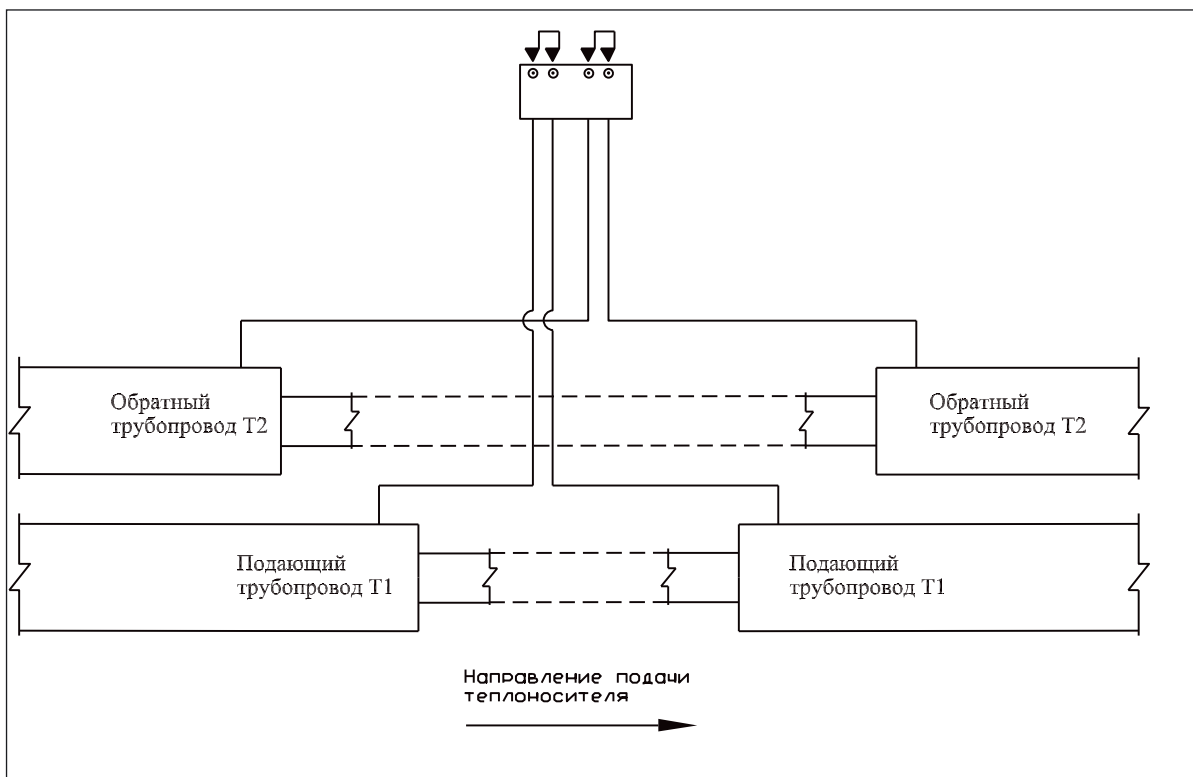 Обратный
трубопровод Т2
Обратный
трубопровод Т2
Подающий
трубопровод Т1
Подающий
трубопровод Т1
Направление подачи
теплоносителя